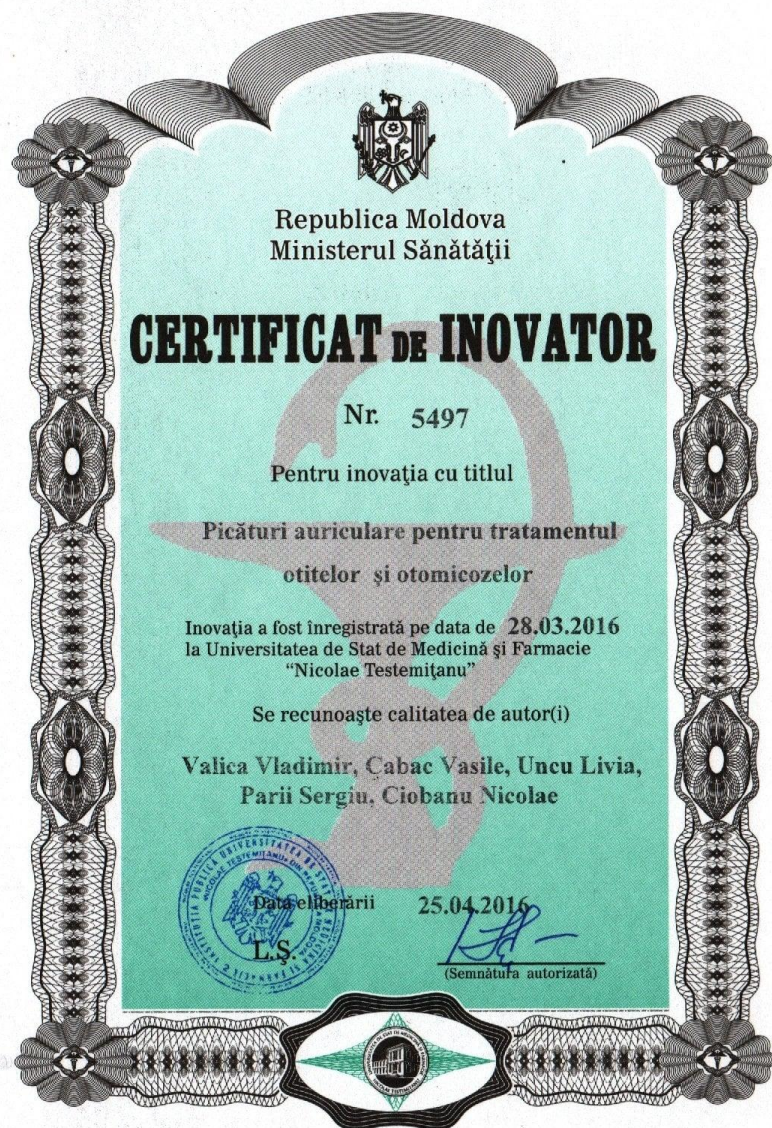 Republica Moldova
Ministerul Sănătăţii
CERTIFICAT DE INOVATOR
Nr. 5497
Pentru inovaţia cu titlul
Picături auriculare pentru tratamentul
otitelor și otomicozelor
Inovaţia a fost înregistrată pe data de 28.03.2016
la Universitatea de Stat de Medicină şi Farmacie
“Nicolae Testemiţanu”
Se recunoaşte calitatea de autor(i)
Valica Vladimir, Cabac Vasile, Uncu Livia,
Parii Sergiu, Ciobanu Nicolae
Data eliberării 25.04.2016
L.Ş.
(Semnătura autorizată)